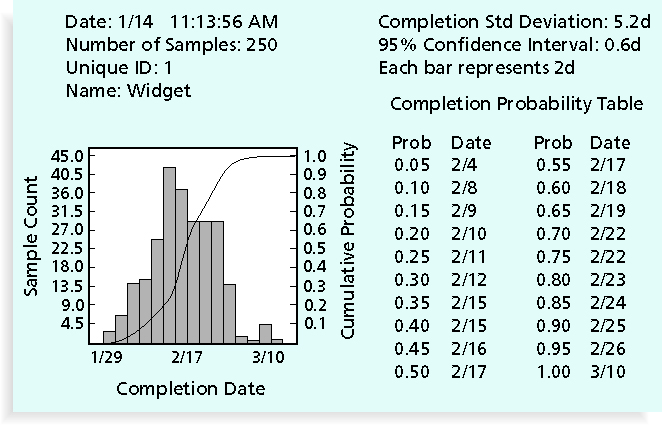 Date: 1/14   11:13:56 AM
Number of Samples: 250
Unique ID: 1
Name: Widget
Completion Std Deviation: 5.2d
95% Confidence Interval: 0.6d
Each bar represents 2d
Completion Probability Table
Prob Date Prob Date
0.05 2/4 0.55 2/17
0.10 2/8 0.60 2/18
0.15 2/9 0.65 2/19
0.20 2/10 0.70 2/22
0.25 2/11 0.75 2/22
0.30 2/12 0.80 2/23
0.35 2/15 0.85 2/24
0.40 2/15 0.90 2/25
0.45 2/16 0.95 2/26
0.50 2/17 1.00 3/10
Sample Count
45.0
40.5
36.0
31.5
27.0
22.5
18.0
13.5
9.0
4.5
1.0
0.9
0.8
0.7
0.6
0.5
0.4
0.3
0.2
0.1
Cumulative Probability
1/29 2/17 3/10
Completion Date